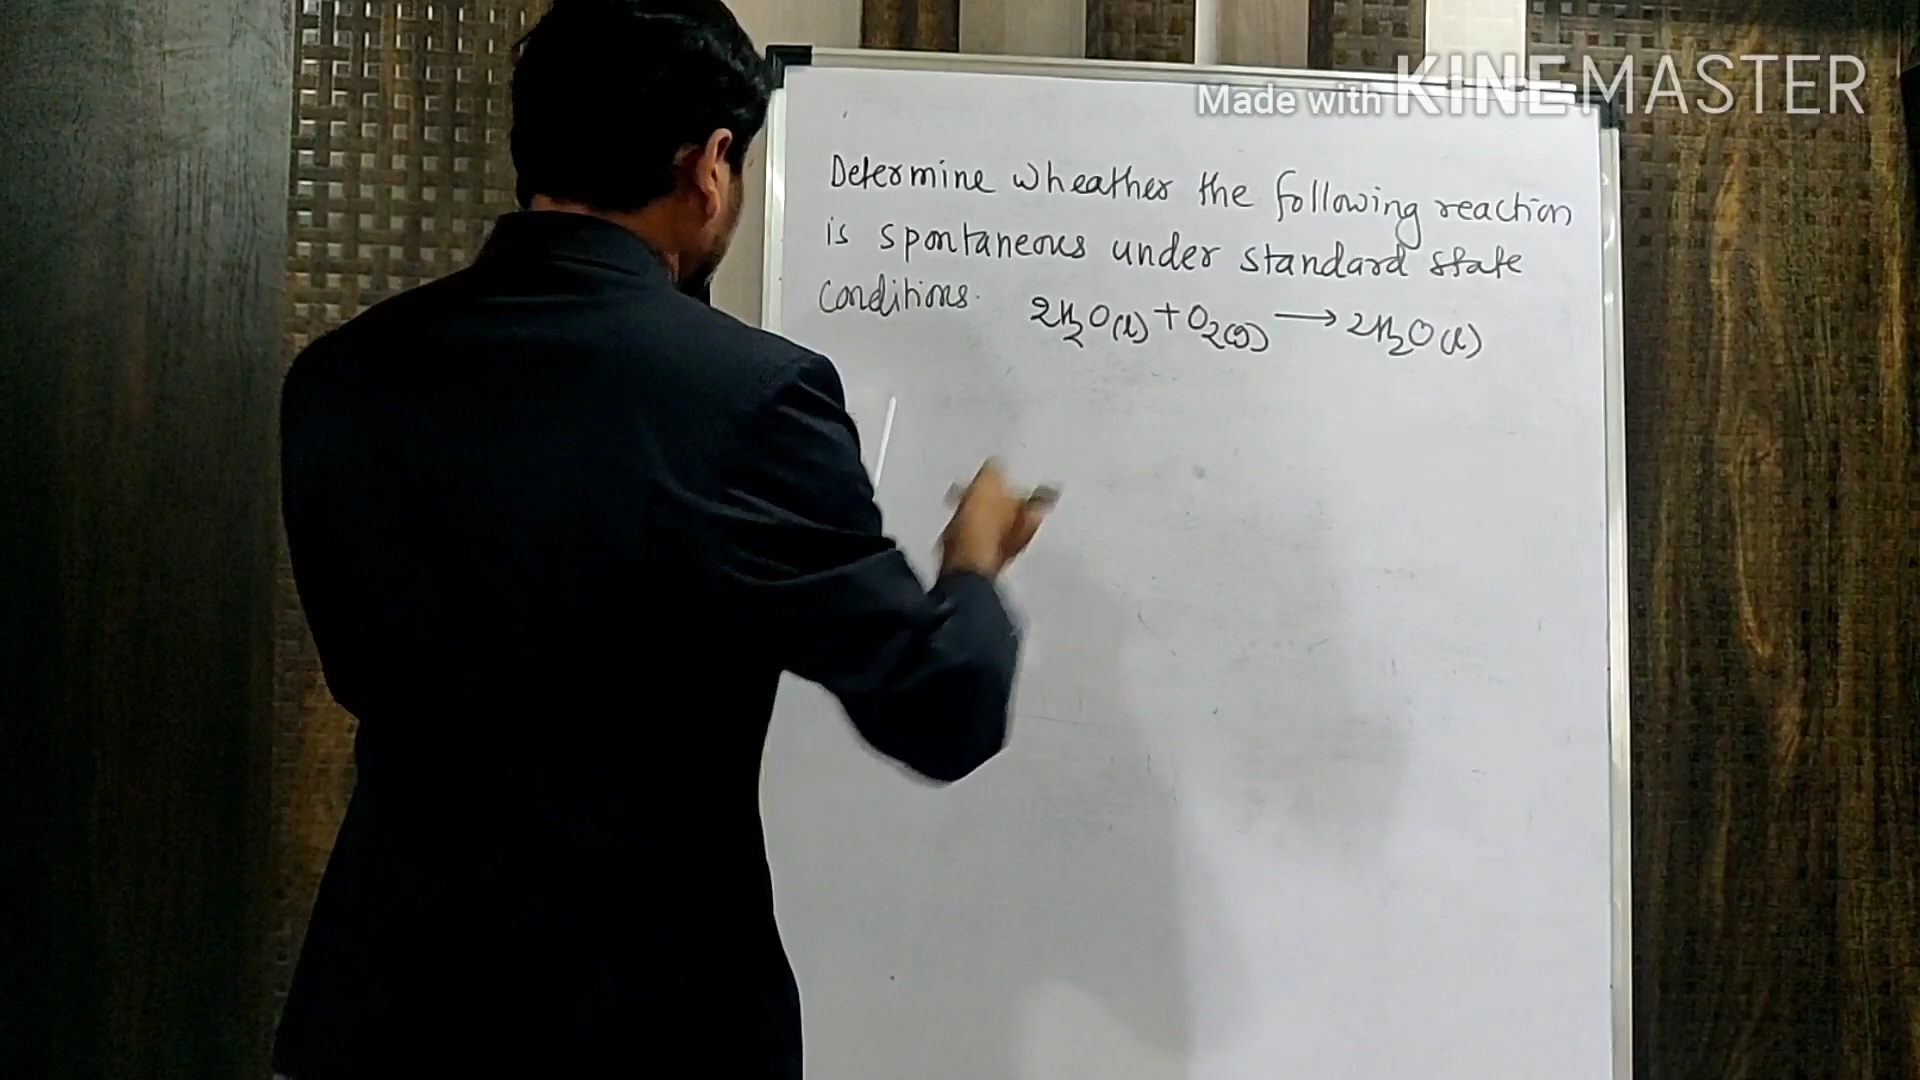 Made with KINEMASTER
Determine wheather the following reaction
is spontaneous under standard state
conditions. 2H₂O(l) + O₂(g) → 2H₂O(l)